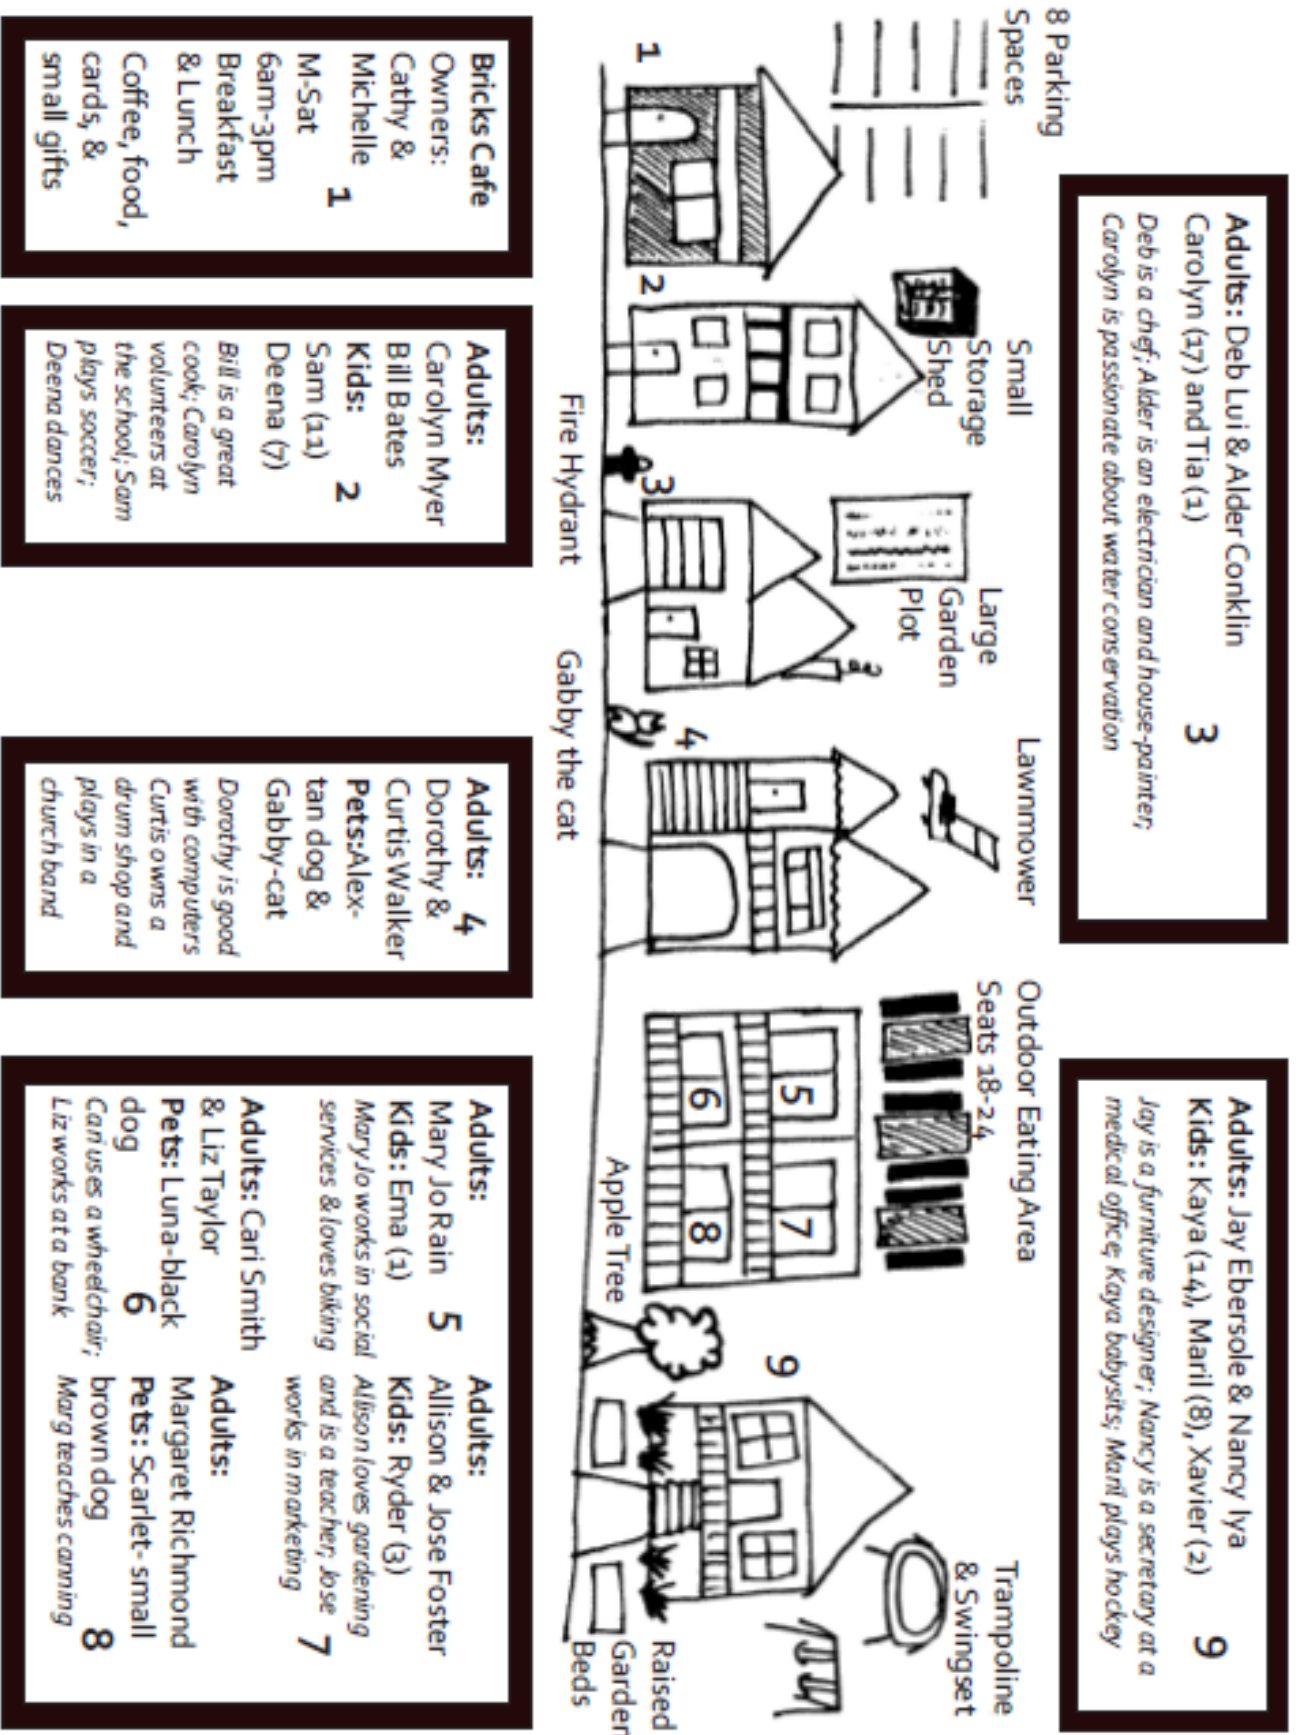 Adults: Deb Lui & Alder Conklin
Carolyn (17) and Tia (1)
3
Deb is a chef; Alder is an electrician and house-painter;
Carolyn is passionate about water conservation
Adults: Jay Ebersole & Nancy Iya
Kids: Kaya (14), Maril (8), Xavier (2)
9
Jay is a furniture designer; Nancy is a secretary at a
medical office; Kaya babysits; Maril plays hockey
8 Parking
Spaces
Small
Storage
Shed
Large
Garden
Plot
Lawnmower
Outdoor Eating Area
Seats 18-24
Trampoline
& Swingset
1
2
3
4
5
7
6
8
9
Fire Hydrant
Gabby the cat
Apple Tree
Raised
Garden
Beds
Bricks Cafe
Owners:
Cathy &
Michelle
M-Sat
1
6am-3pm
Breakfast
& Lunch
Coffee, food,
cards, &
small gifts
Adults:
Carolyn Myer
Bill Bates
Kids:
2
Sam (11)
Deena (7)
Bill is a great
cook; Carolyn
volunteers at
the school; Sam
plays soccer;
Deena dances
Adults:
4
Dorothy &
Curtis Walker
Pets:Alex-
tan dog &
Gabby-cat
Dorothy is good
with computers
Curtis owns a
drum shop and
plays in a
church band
Adults:
Mary Jo Rain
5
Kids: Ema (1)
Mary Jo works in social
services & loves biking
Adults: Cari Smith
& Liz Taylor
Pets: Luna-black
dog
6
Cari uses a wheelchair;
Liz works at a bank
Adults:
Allison & Jose Foster
Kids: Ryder (3)
Allison loves gardening
and is a teacher; Jose
works in marketing
7
Adults:
Margaret Richmond
Pets: Scarlet- small
brown dog
8
Marg teaches canning